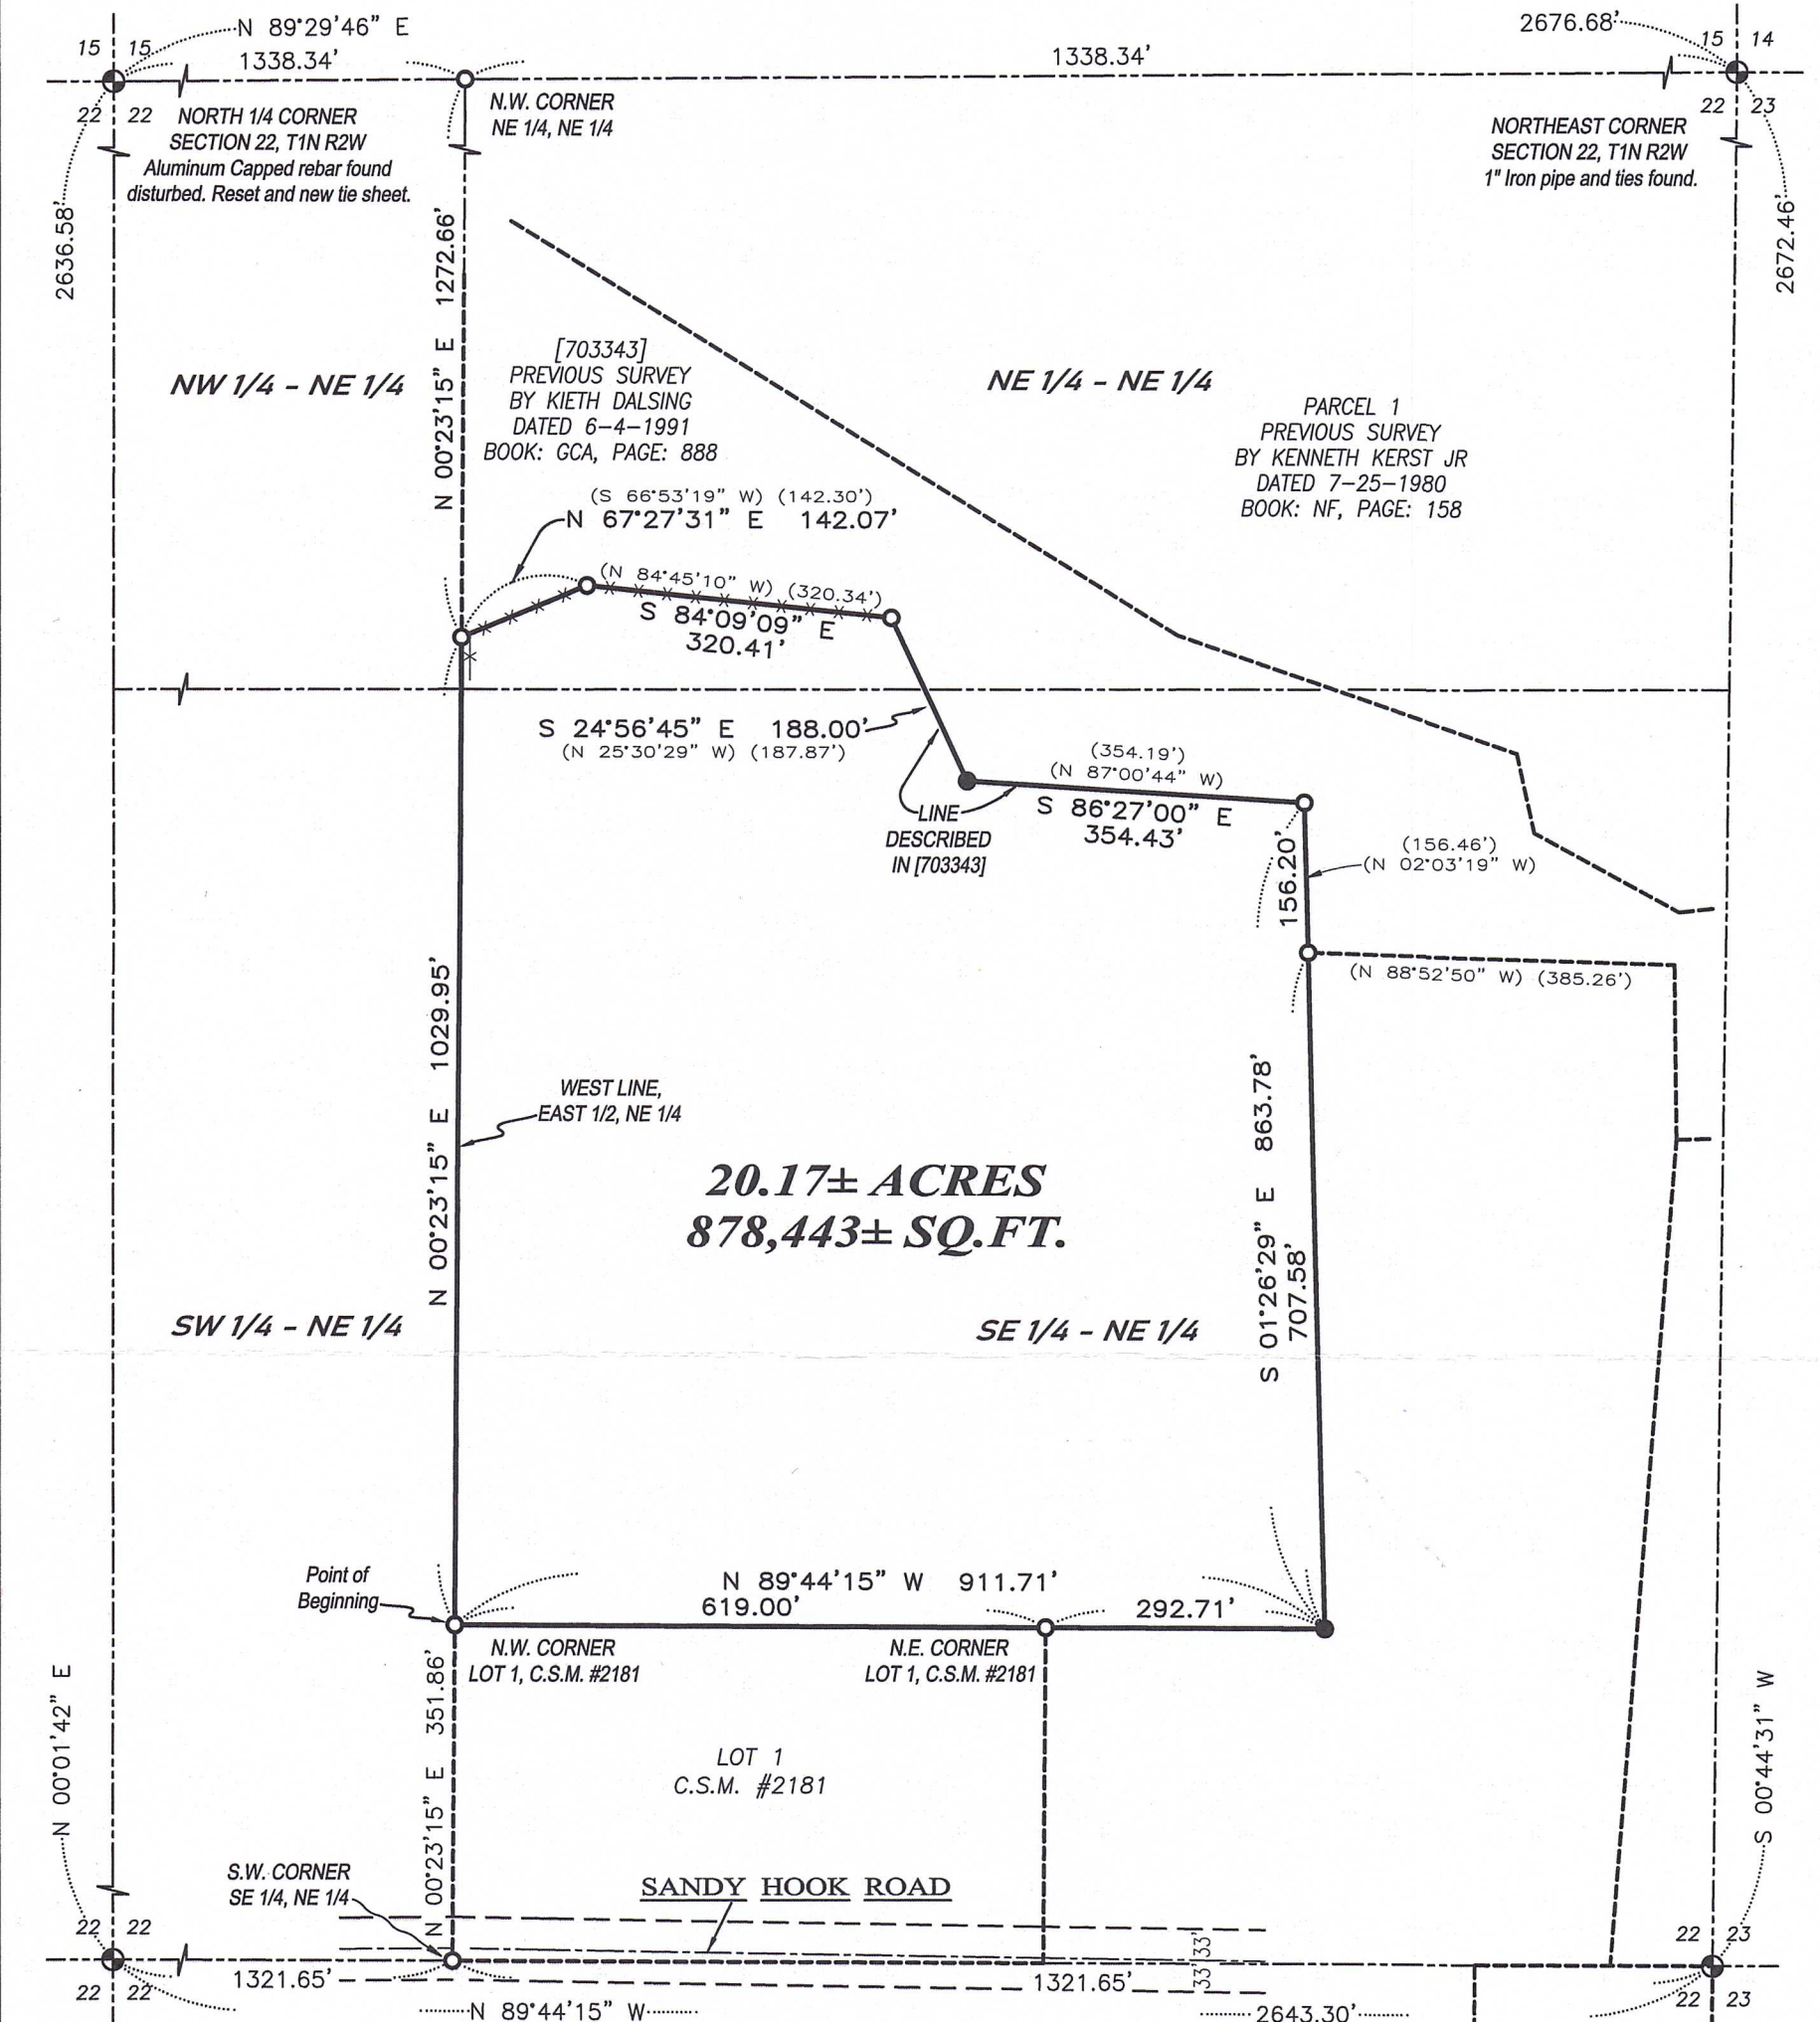 N 89°29'46" E
1338.34'
1338.34'
2676.68'
15 15
15 14
22 22
22 23
NORTH 1/4 CORNER
SECTION 22, T1N R2W
Aluminum Capped rebar found
disturbed. Reset and new tie sheet.
N.W. CORNER
NE 1/4, NE 1/4
NORTHEAST CORNER
SECTION 22, T1N R2W
1" Iron pipe and ties found.
2636.58'
N 00°23'15" E 1272.66'
2672.46'
NW 1/4 - NE 1/4
[703343]
PREVIOUS SURVEY
BY KIETH DALSING
DATED 6-4-1991
BOOK: GCA, PAGE: 888
NE 1/4 - NE 1/4
PARCEL 1
PREVIOUS SURVEY
BY KENNETH KERST JR
DATED 7-25-1980
BOOK: NF, PAGE: 158
(S 66°53'19" W) (142.30')
N 67°27'31" E 142.07'
(N 84°45'10" W) (320.34')
S 84°09'09" E
320.41'
S 24°56'45" E 188.00'
(N 25°30'29" W) (187.87')
(354.19')
(N 87°00'44" W)
S 86°27'00" E
354.43'
LINE
DESCRIBED
IN [703343]
156.20'
(156.46')
(N 02°03'19" W)
(N 88°52'50" W) (385.26')
N 00°23'15" E 1029.95'
WEST LINE,
EAST 1/2, NE 1/4
S 01°26'29" E 863.78'
707.58'
20.17± ACRES
878,443± SQ.FT.
SW 1/4 - NE 1/4
SE 1/4 - NE 1/4
Point of
Beginning
N 89°44'15" W 911.71'
619.00'
292.71'
N.W. CORNER
LOT 1, C.S.M. #2181
N.E. CORNER
LOT 1, C.S.M. #2181
N 00°01'42" E
N 00°23'15" E 351.86'
LOT 1
C.S.M. #2181
S 00°44'31" W
S.W. CORNER
SE 1/4, NE 1/4
SANDY HOOK ROAD
22 22
22 23
33'
33'
1321.65'
1321.65'
22 22
22 23
N 89°44'15" W
2643.30'